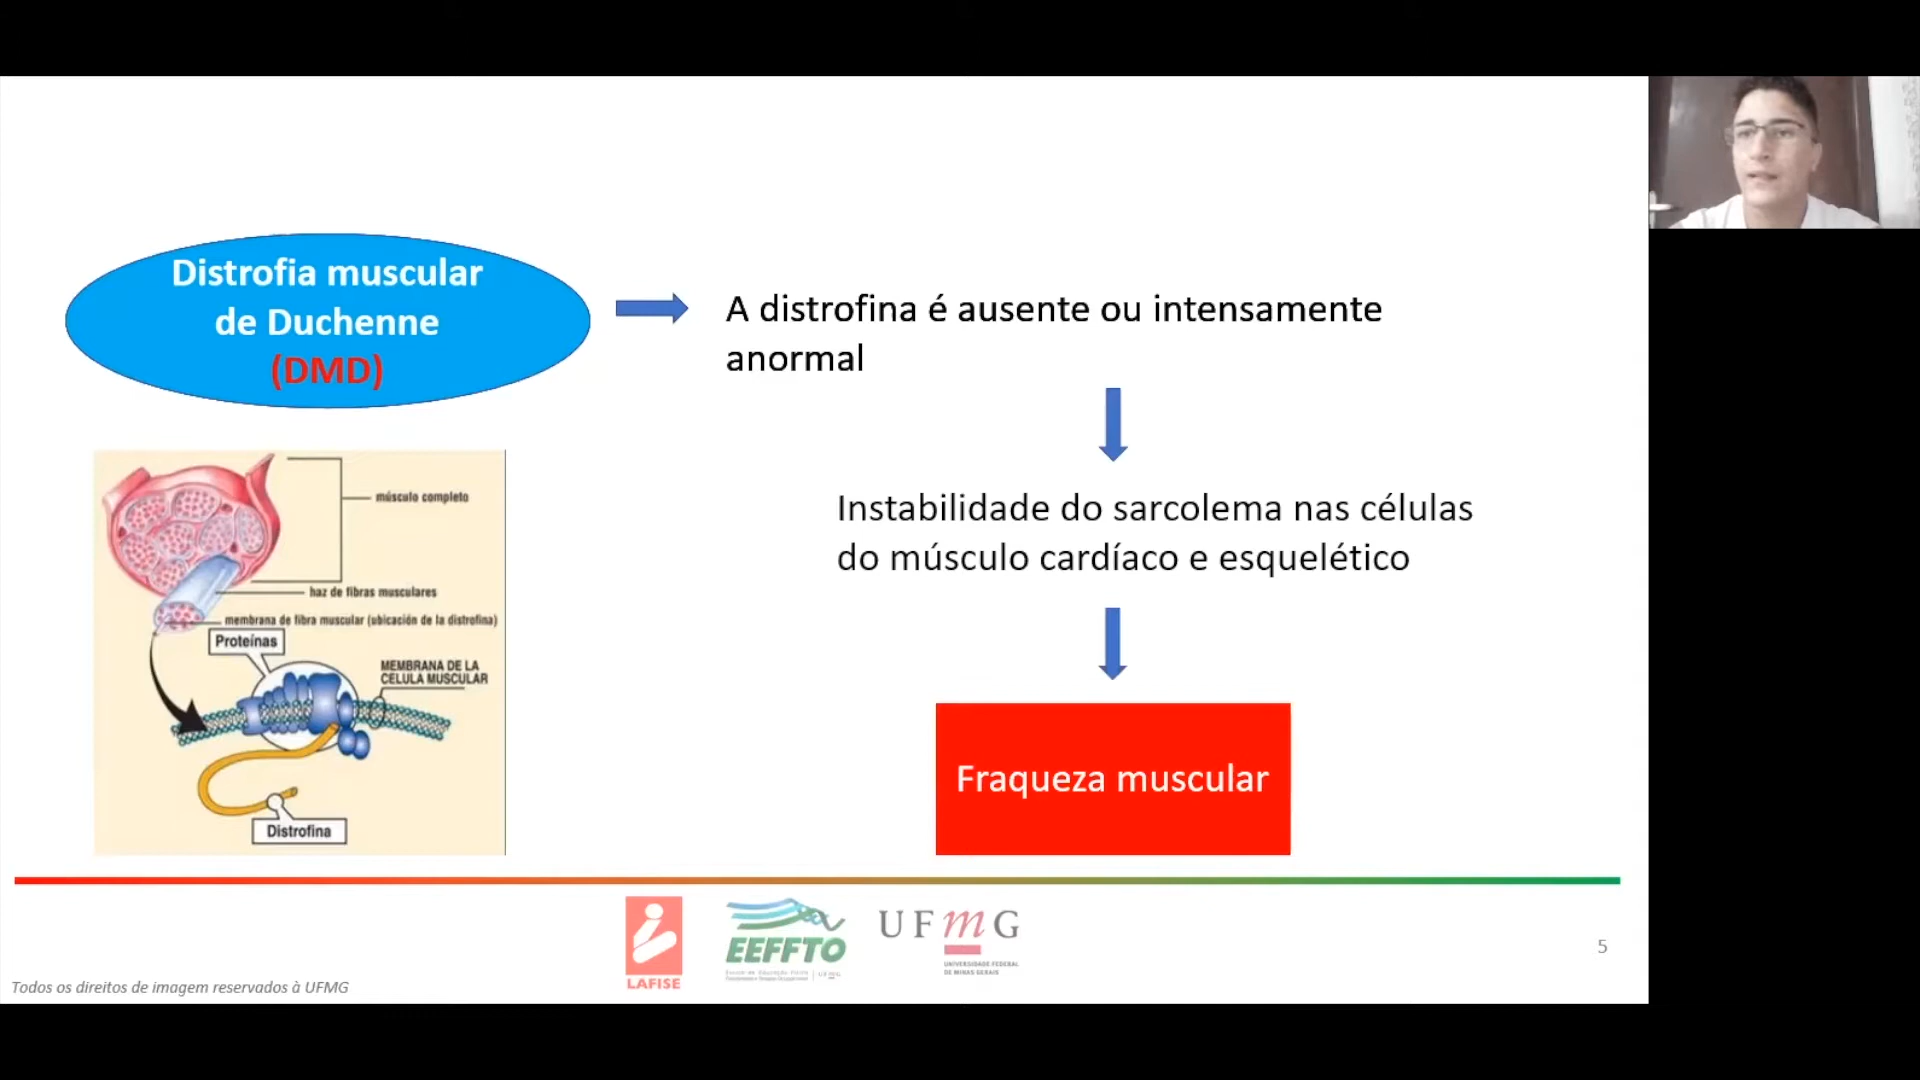 Distrofia muscular
de Duchenne
(DMD)
A distrofina é ausente ou intensamente
anormal
Instabilidade do sarcolema nas células
do músculo cardíaco e esquelético
Fraqueza muscular
músculo completo
haz de fibras musculares
membrana de fibra muscular (ubicación de la distrofina)
Proteínas
MEMBRANA DE LA
CELULA MUSCULAR
Distrofina
LAFISE
EEFFTO
UFMG
UNIVERSIDADE FEDERAL
DE MINAS GERAIS
5
Todos os direitos de imagem reservados à UFMG